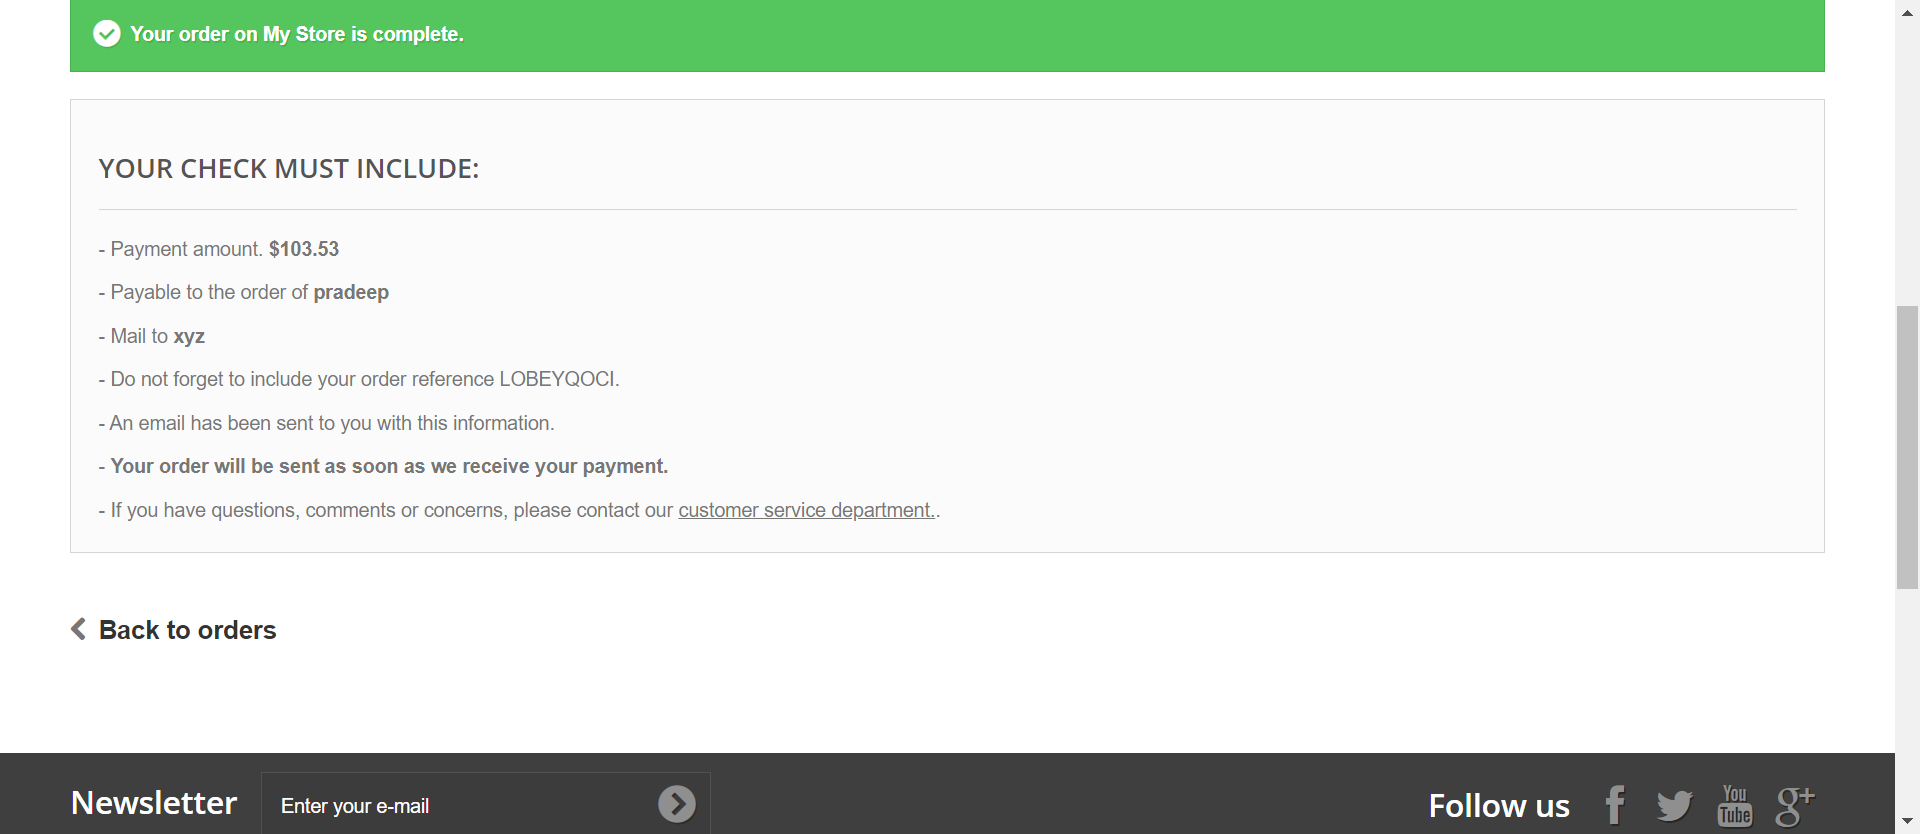 Your order on My Store is complete.
YOUR CHECK MUST INCLUDE:
- Payment amount. $103.53
- Payable to the order of pradeep
- Mail to xyz
- Do not forget to include your order reference LOBEYQOCI.
- An email has been sent to you with this information.
- Your order will be sent as soon as we receive your payment.
- If you have questions, comments or concerns, please contact our customer service department..
Back to orders
Newsletter
Enter your e-mail
Follow us
You
Tube
g+